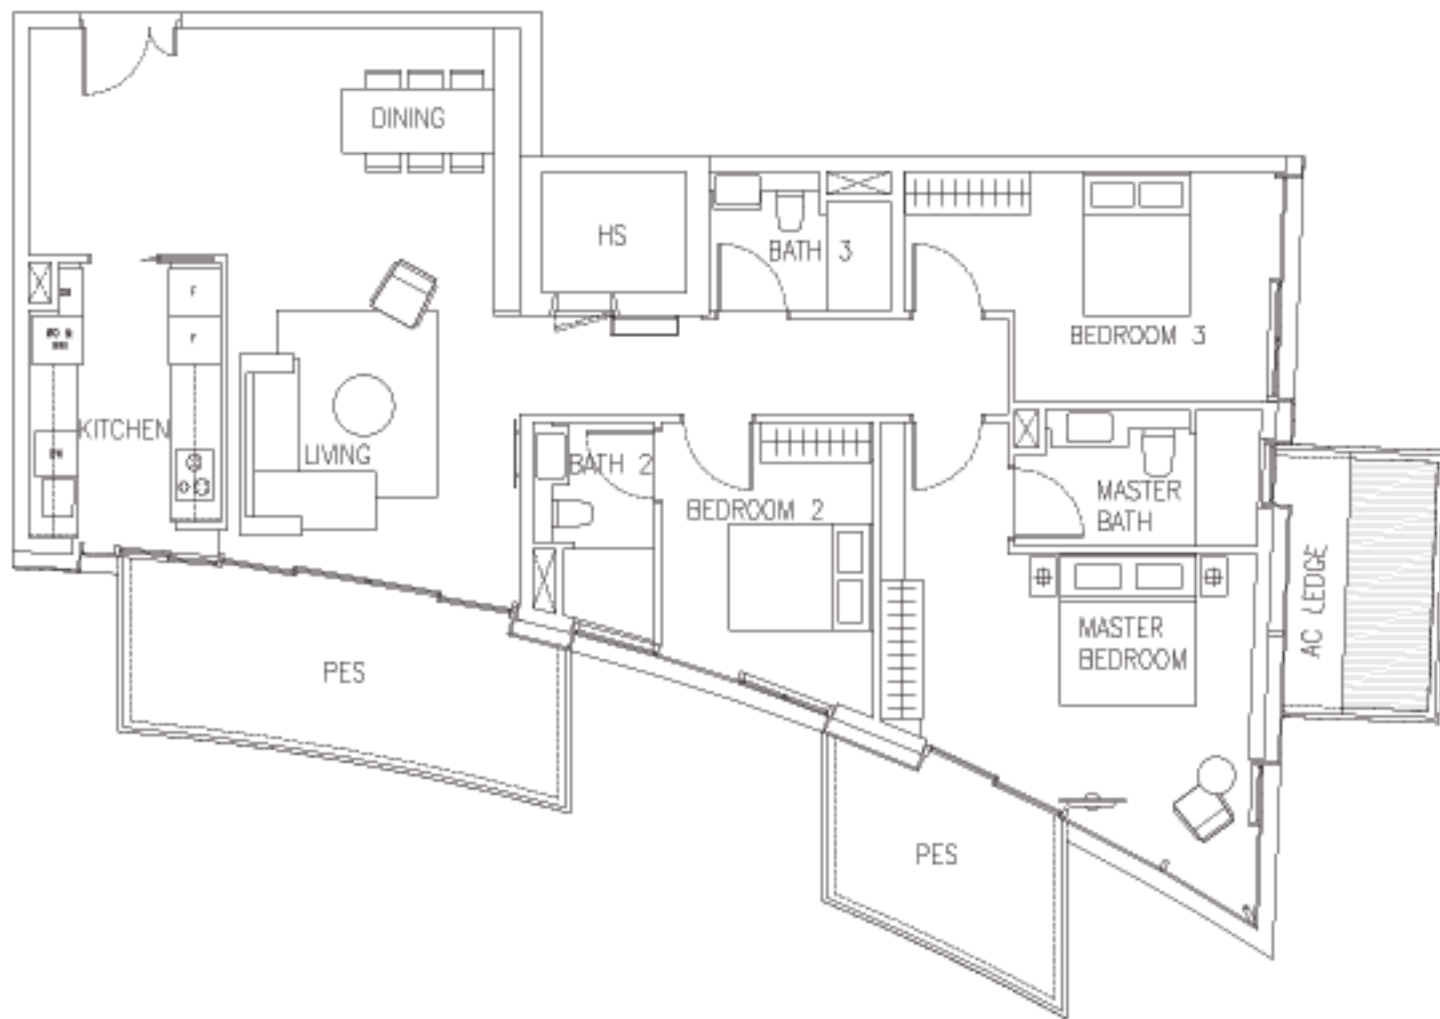 DINING
HS
BATH 3
BEDROOM 3
F
F
KITCHEN
LIVING
BATH 2
BEDROOM 2
MASTER
BATH
MASTER
BEDROOM
AC LEDGE
PES
PES